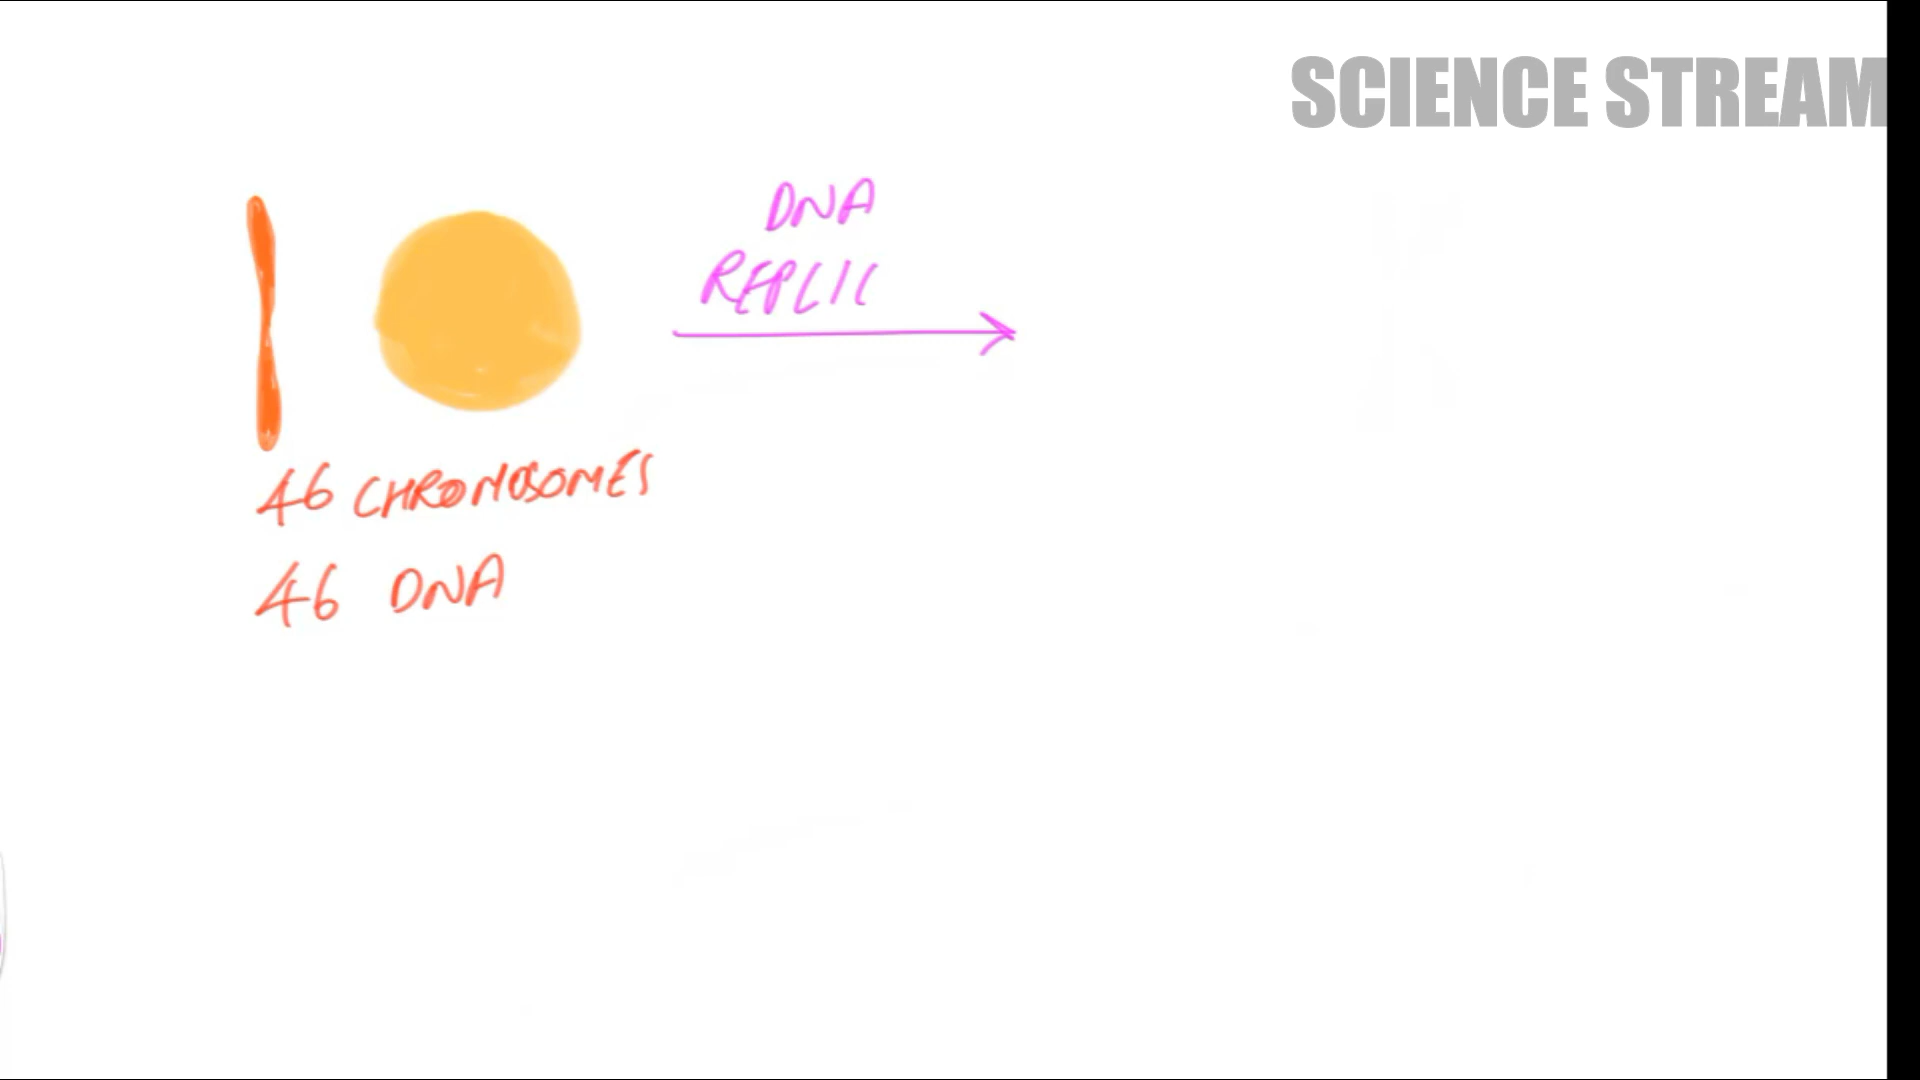 SCIENCE STREAM
DNA
REPLIC
46 CHROMOSOMES
46 DNA